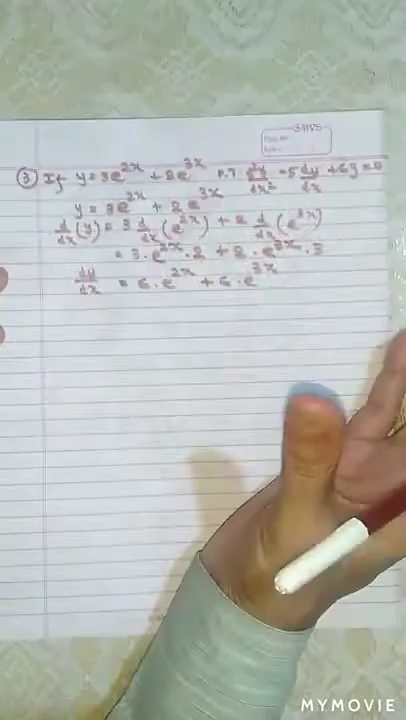 SMVS
③ If y = 3e^2x + 2e^3x P.T d²y/dx² - 5 dy/dx + 6y = 0
y = 3e^2x + 2e^3x
d/dx (y) = 3 d/dx (e^2x) + 2 d/dx (e^3x)
= 3 · e^2x · 2 + 2 · e^3x · 3
dy/dx = 6 · e^2x + 6 · e^3x
MYMOVIE